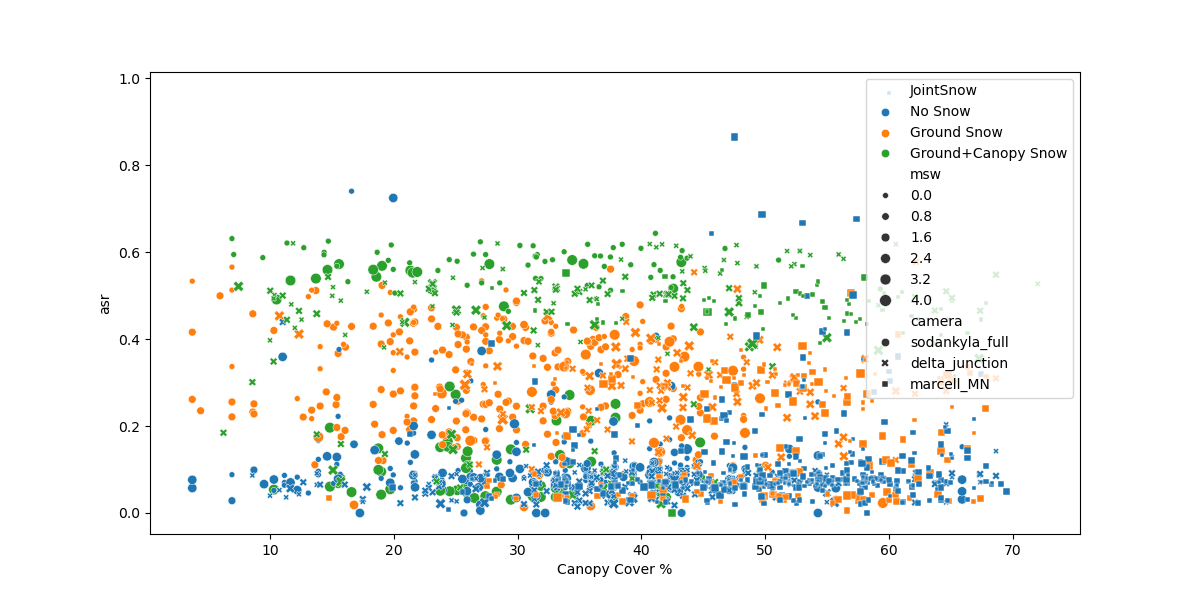 1.0
0.8
0.6
0.4
0.2
0.0
asr
10
20
30
40
50
60
70
Canopy Cover %
JointSnow
No Snow
Ground Snow
Ground+Canopy Snow
msw
0.0
0.8
1.6
2.4
3.2
4.0
camera
sodankyla_full
delta_junction
marcell_MN